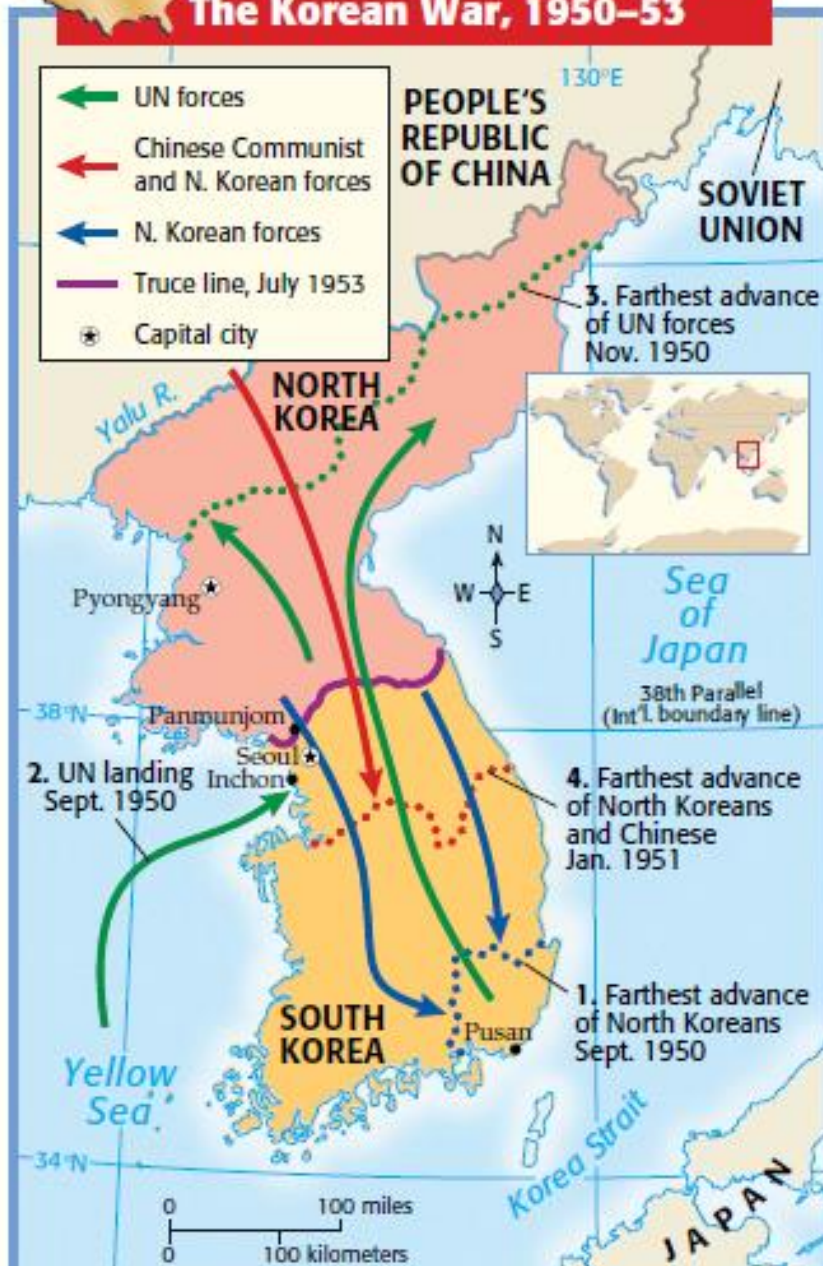 The Korean War, 1950–53
UN forces
Chinese Communist
and N. Korean forces
N. Korean forces
Truce line, July 1953
Capital city
130°E
PEOPLE'S
REPUBLIC
OF CHINA
SOVIET
UNION
3. Farthest advance
of UN forces
Nov. 1950
Yalu R.
NORTH
KOREA
N
W E
S
Pyongyang
Sea
of
Japan
38th Parallel
(Int'l. boundary line)
38°N
Panmunjom
Seoul
Inchon
2. UN landing
Sept. 1950
4. Farthest advance
of North Koreans
and Chinese
Jan. 1951
1. Farthest advance
of North Koreans
Sept. 1950
SOUTH
KOREA
Pusan
Yellow
Sea
Korea Strait
34°N
JAPAN
0 100 miles
0 100 kilometers